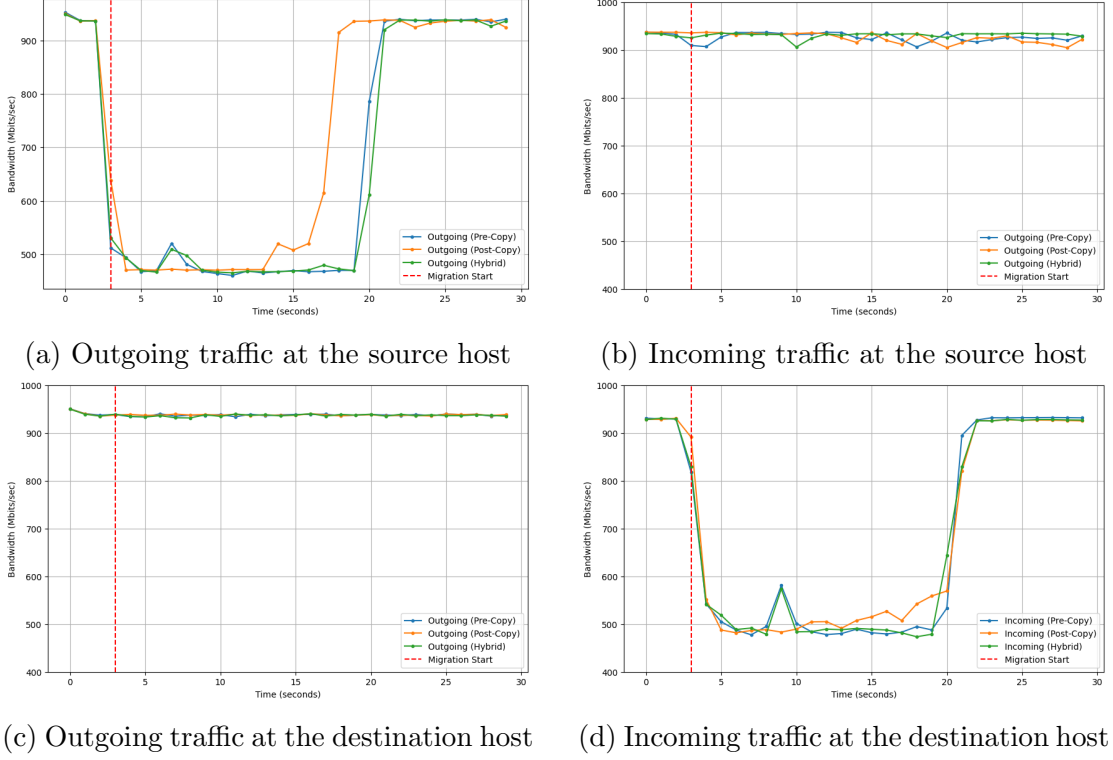 900
800
700
600
500
Bandwidth (Mbits/sec)
0 5 10 15 20 25 30
Time (seconds)
Outgoing (Pre-Copy)
Outgoing (Post-Copy)
Outgoing (Hybrid)
Migration Start
(a) Outgoing traffic at the source host
1000
900
800
700
600
500
400
Bandwidth (Mbits/sec)
0 5 10 15 20 25 30
Time (seconds)
Outgoing (Pre-Copy)
Outgoing (Post-Copy)
Outgoing (Hybrid)
Migration Start
(b) Incoming traffic at the source host
1000
900
800
700
600
500
400
Bandwidth (Mbits/sec)
0 5 10 15 20 25 30
Time (seconds)
Outgoing (Pre-Copy)
Outgoing (Post-Copy)
Outgoing (Hybrid)
Migration Start
(c) Outgoing traffic at the destination host
1000
900
800
700
600
500
400
Bandwidth (Mbits/sec)
0 5 10 15 20 25 30
Time (seconds)
Incoming (Pre-Copy)
Incoming (Post-Copy)
Incoming (Hybrid)
Migration Start
(d) Incoming traffic at the destination host